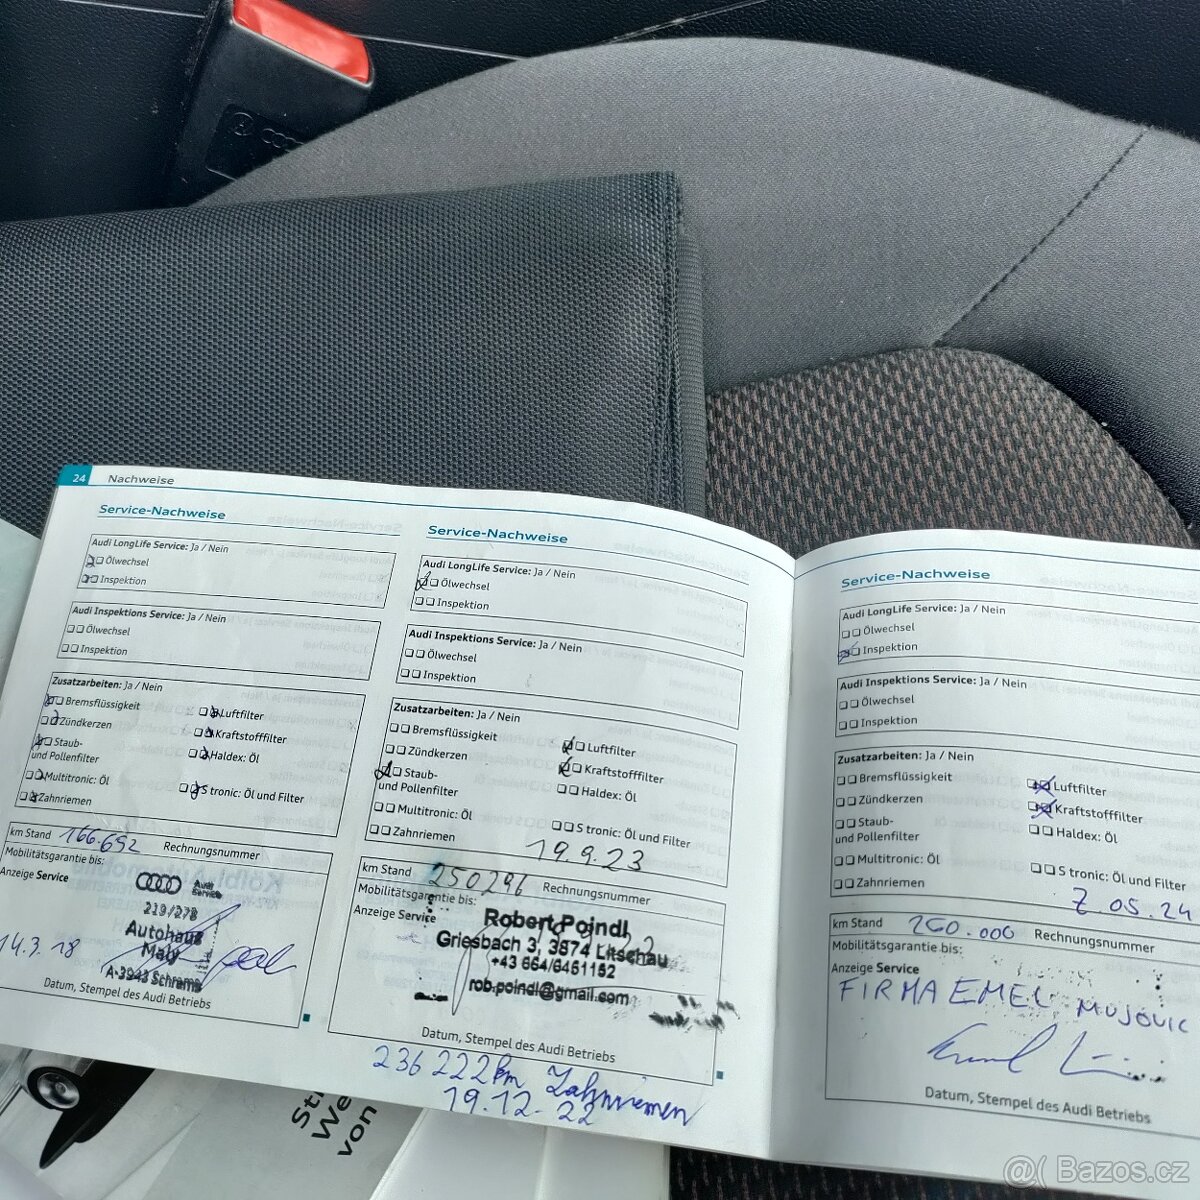 24 Nachweise
Service-Nachweise
Audi LongLife Service: Ja / Nein
Ölwechsel
Inspektion
Audi Inspektions Service: Ja / Nein
Ölwechsel
Inspektion
Zusatzarbeiten: Ja / Nein
Bremsflüssigkeit
Luftfilter
Zündkerzen
Kraftstofffilter
Staub-
und Pollenfilter
Haldex: Öl
Multitronic: Öl
S tronic: Öl und Filter
Zahnriemen
km Stand 166.692 Rechnungsnummer
Mobilitätsgarantie bis:
Anzeige Service
Audi
Service
219/278
Autohaus
Maly
A-3943 Schrems
14.3.18
Datum, Stempel des Audi Betriebs
Service-Nachweise
Audi LongLife Service: Ja / Nein
Ölwechsel
Inspektion
Audi Inspektions Service: Ja / Nein
Ölwechsel
Inspektion
Zusatzarbeiten: Ja / Nein
Bremsflüssigkeit
Luftfilter
Zündkerzen
Kraftstofffilter
Staub-
und Pollenfilter
Haldex: Öl
Multitronic: Öl
S tronic: Öl und Filter
Zahnriemen
19.9.23
km Stand 250296 Rechnungsnummer
Mobilitätsgarantie bis:
Anzeige Service
Robert Poindl
Griesbach 3, 3874 Litschau
+43 664/6451152
rob.poindl@gmail.com
Datum, Stempel des Audi Betriebs
236 222km Zahnriemen
19.12.22
Service-Nachweise
Audi LongLife Service: Ja / Nein
Ölwechsel
Inspektion
Audi Inspektions Service: Ja / Nein
Ölwechsel
Inspektion
Zusatzarbeiten: Ja / Nein
Bremsflüssigkeit
Luftfilter
Zündkerzen
Kraftstofffilter
Staub-
und Pollenfilter
Haldex: Öl
Multitronic: Öl
S tronic: Öl und Filter
Zahnriemen
7.05.24
km Stand 260.000 Rechnungsnummer
Mobilitätsgarantie bis:
Anzeige Service
FIRMA EMEL MUJOVIC
Datum, Stempel des Audi Betriebs
von
Bazos.cz